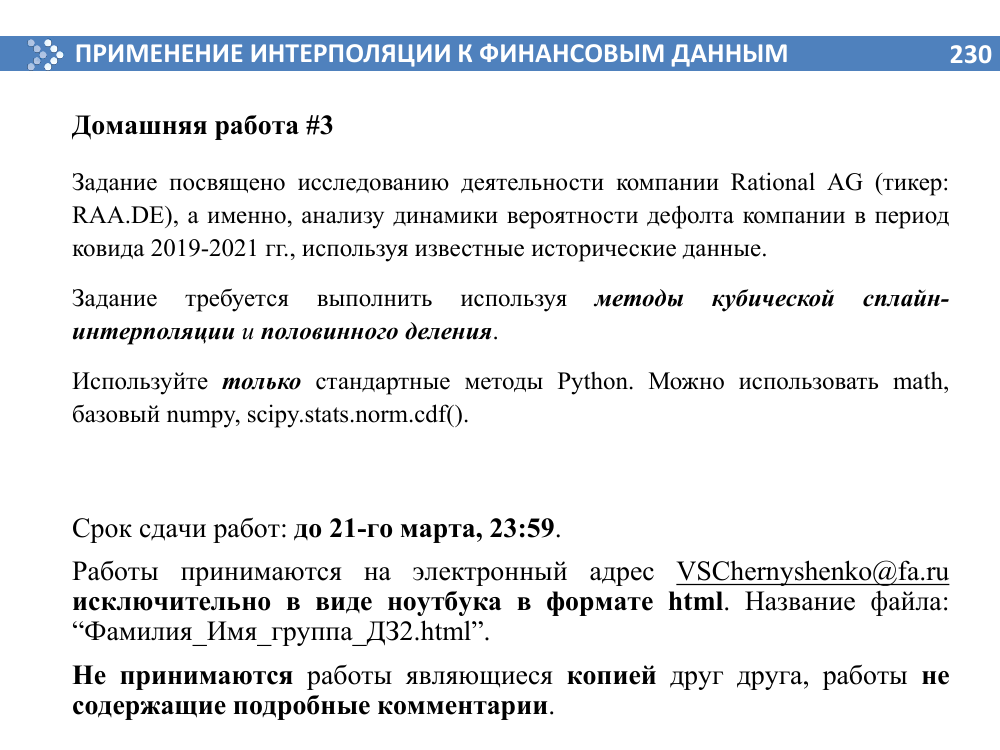 ПРИМЕНЕНИЕ ИНТЕРПОЛЯЦИИ К ФИНАНСОВЫМ ДАННЫМ 230
Домашняя работа #3
Задание посвящено исследованию деятельности компании Rational AG (тикер:
RAA.DE), а именно, анализу динамики вероятности дефолта компании в период
ковида 2019-2021 гг., используя известные исторические данные.
Задание требуется выполнить используя методы кубической сплайн-
интерполяции и половинного деления.
Используйте только стандартные методы Python. Можно использовать math,
базовый numpy, scipy.stats.norm.cdf().
Срок сдачи работ: до 21-го марта, 23:59.
Работы принимаются на электронный адрес VSChernyshenko@fa.ru
исключительно в виде ноутбука в формате html. Название файла:
“Фамилия_Имя_группа_ДЗ2.html”.
Не принимаются работы являющиеся копией друг друга, работы не
содержащие подробные комментарии.